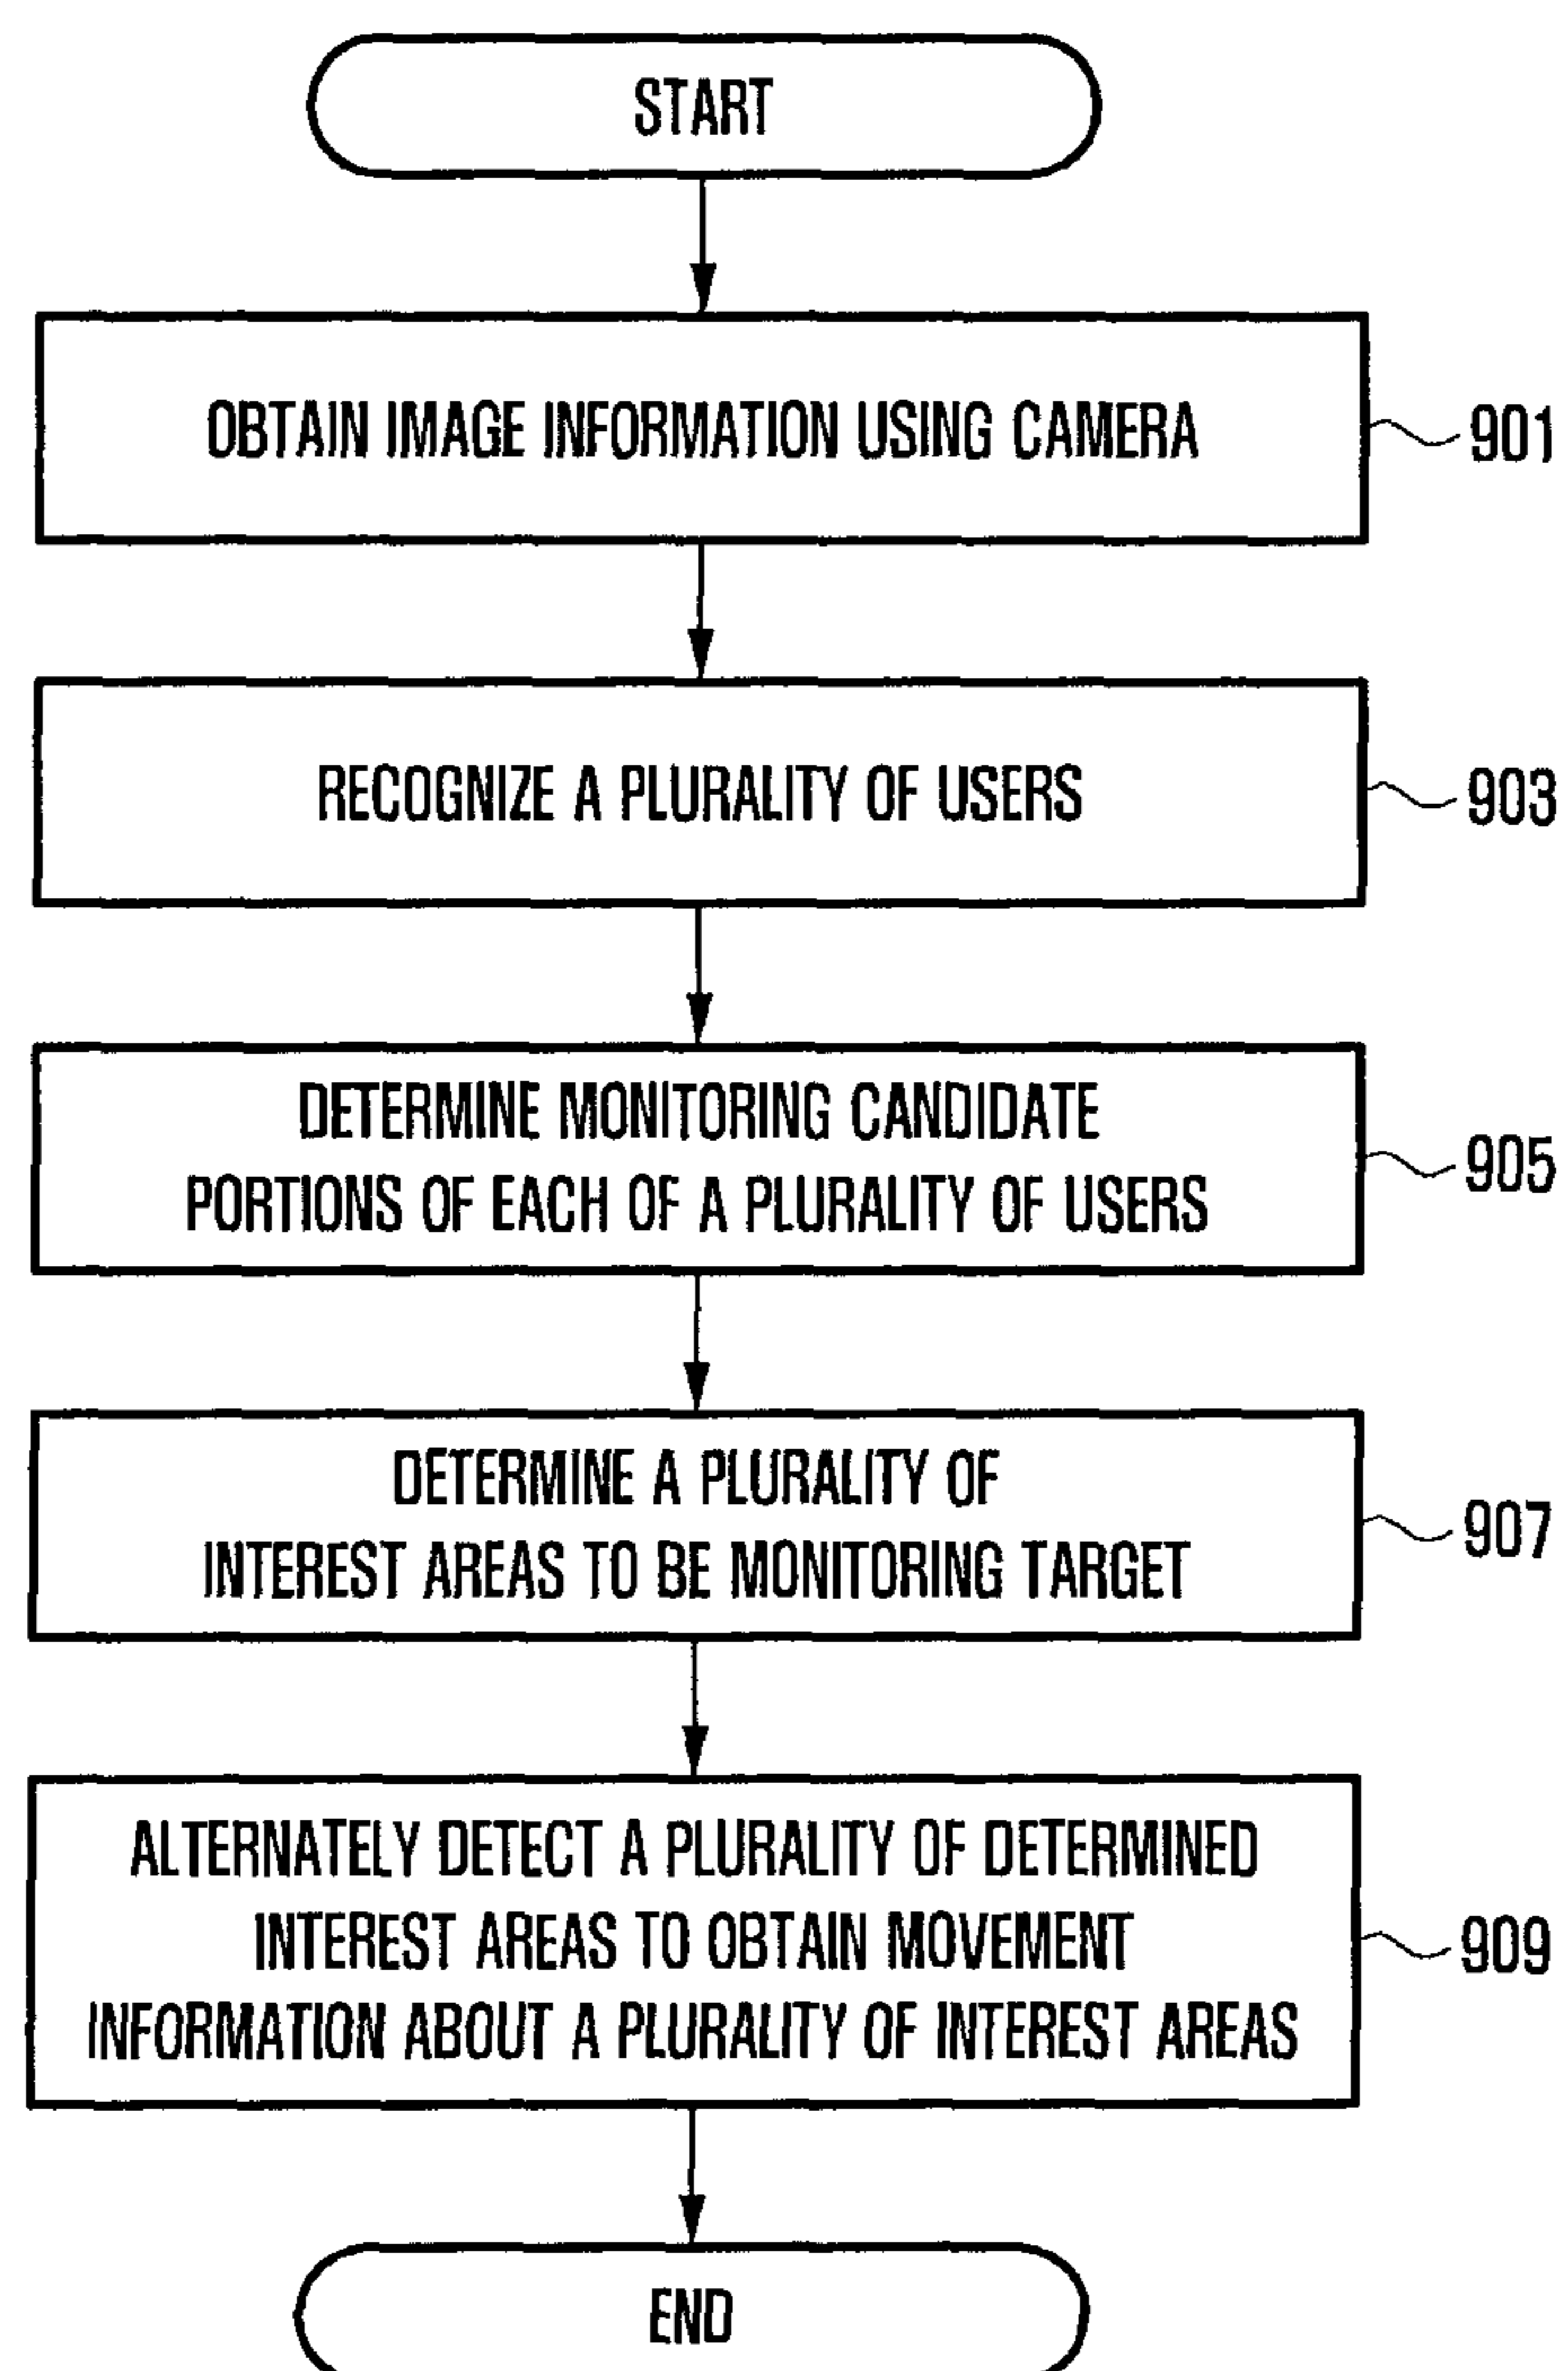 START
OBTAIN IMAGE INFORMATION USING CAMERA
901
RECOGNIZE A PLURALITY OF USERS
903
DETERMINE MONITORING CANDIDATE
PORTIONS OF EACH OF A PLURALITY OF USERS
905
DETERMINE A PLURALITY OF
INTEREST AREAS TO BE MONITORING TARGET
907
ALTERNATELY DETECT A PLURALITY OF DETERMINED
INTEREST AREAS TO OBTAIN MOVEMENT
INFORMATION ABOUT A PLURALITY OF INTEREST AREAS
909
END